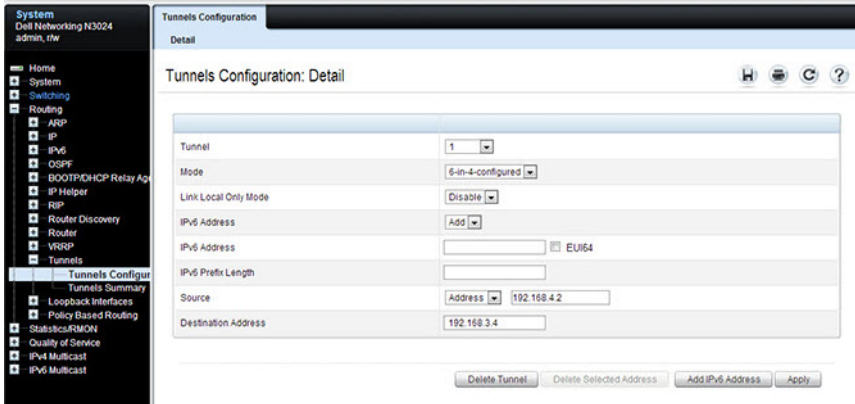 System
Dell Networking N3024
admin, r/w
Home
System
Switching
Routing
ARP
IP
IPv6
OSPF
BOOTP/DHCP Relay Age
IP Helper
RIP
Router Discovery
Router
VRRP
Tunnels
Tunnels Configur
Tunnels Summary
Loopback Interfaces
Policy Based Routing
Statistics/RMON
Quality of Service
IPv4 Multicast
IPv6 Multicast
Tunnels Configuration
Detail
Tunnels Configuration: Detail
Tunnel 1
Mode 6-in-4-configured
Link Local Only Mode Disable
IPv6 Address Add
IPv6 Address EUI64
IPv6 Prefix Length
Source Address 192.168.4.2
Destination Address 192.168.3.4
Delete Tunnel Delete Selected Address Add IPv6 Address Apply